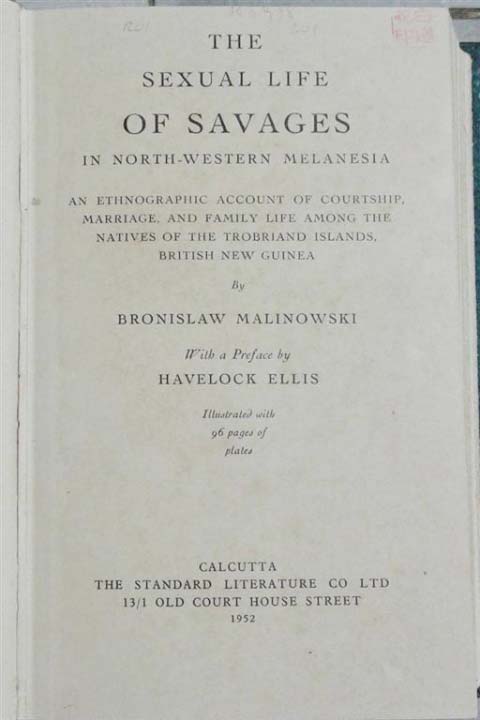 THE
SEXUAL LIFE
OF SAVAGES
IN NORTH-WESTERN MELANESIA
AN ETHNOGRAPHIC ACCOUNT OF COURTSHIP,
MARRIAGE, AND FAMILY LIFE AMONG THE
NATIVES OF THE TROBRIAND ISLANDS,
BRITISH NEW GUINEA
By
BRONISLAW MALINOWSKI
With a Preface by
HAVELOCK ELLIS
Illustrated with
96 pages of
plates
CALCUTTA
THE STANDARD LITERATURE CO LTD
13/1 OLD COURT HOUSE STREET
1952